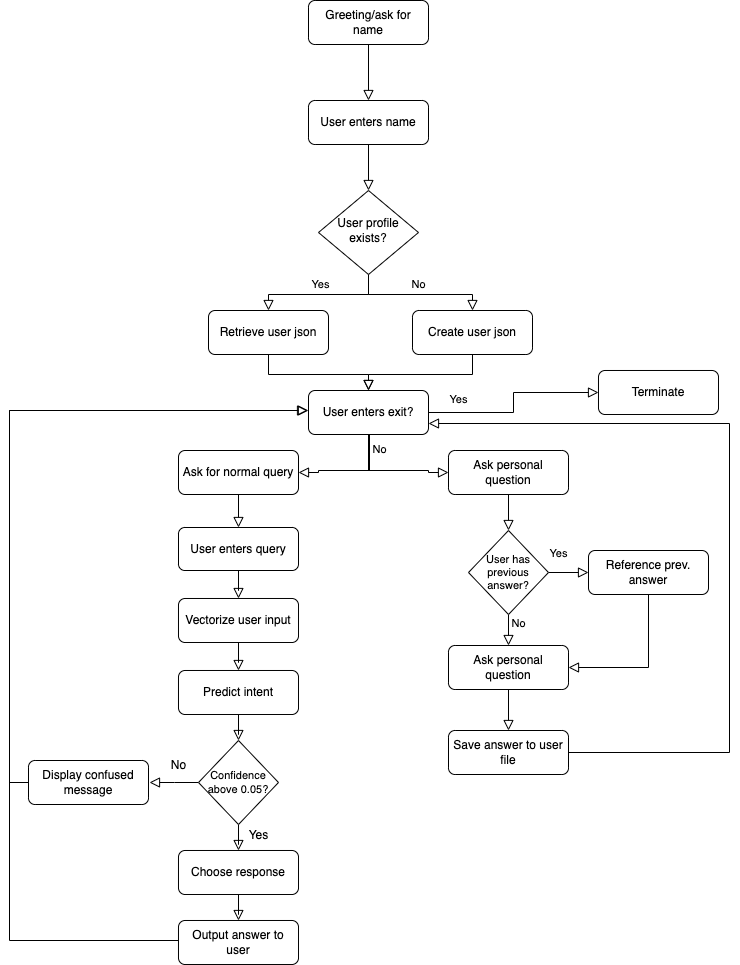 Greeting/ask for
name
User enters name
User profile
exists?
Yes
No
Retrieve user json
Create user json
User enters exit?
Yes
Terminate
No
Ask for normal query
Ask personal
question
User enters query
User has
previous
answer?
Yes
Reference prev.
answer
Vectorize user input
No
Ask personal
question
Predict intent
Save answer to user
file
Confidence
above 0.05?
No
Display confused
message
Yes
Choose response
Output answer to
user